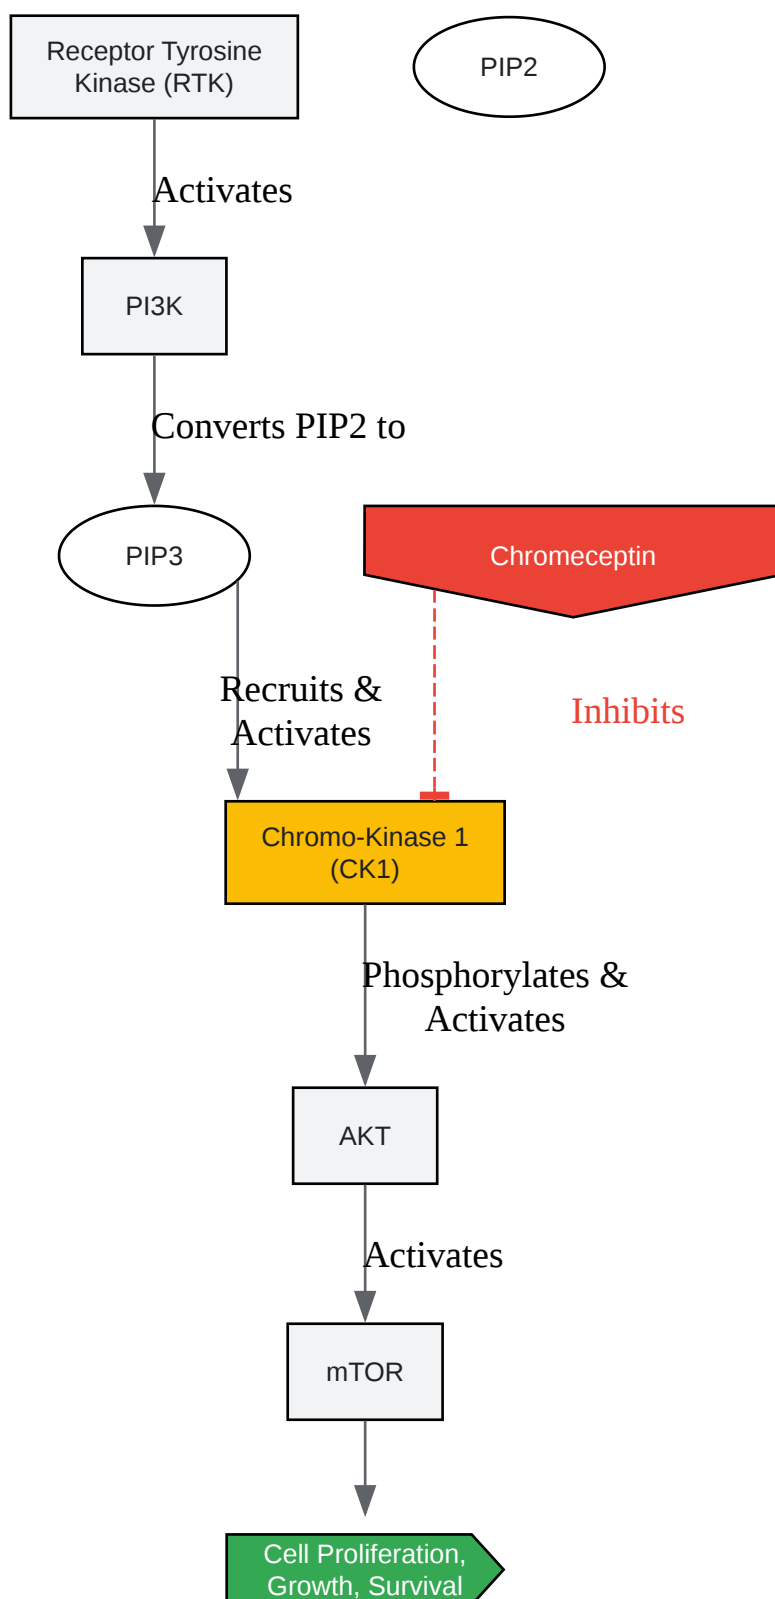 Receptor Tyrosine
Kinase (RTK)
PIP2
Activates
PI3K
Converts PIP2 to
PIP3
Chromeceptin
Recruits &
Activates
Inhibits
Chromo-Kinase 1
(CK1)
Phosphorylates &
Activates
AKT
Activates
mTOR
Cell Proliferation,
Growth, Survival